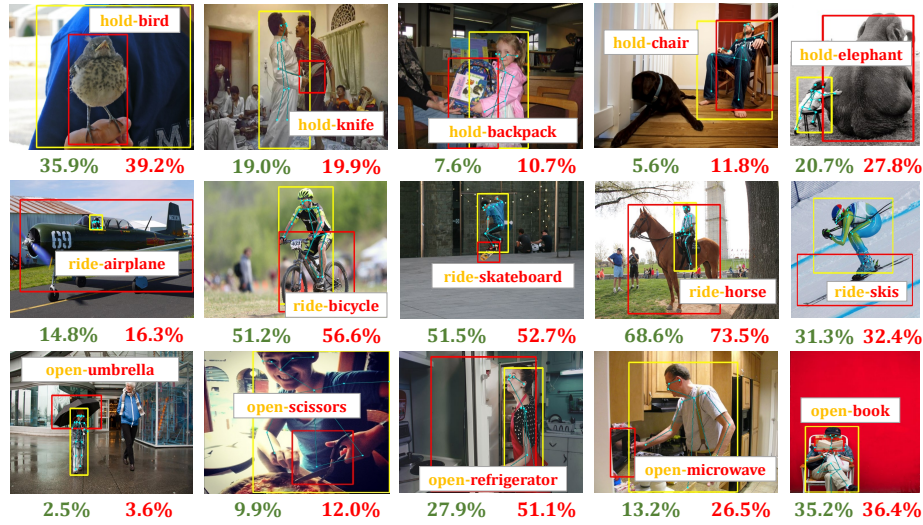 hold-bird
hold-knife
hold-backpack
hold-chair
hold-elephant
35.9% 39.2%
19.0% 19.9%
7.6% 10.7%
5.6% 11.8%
20.7% 27.8%
69
ride-airplane
ride-bicycle
ride-skateboard
ride-horse
ride-skis
14.8% 16.3%
51.2% 56.6%
51.5% 52.7%
68.6% 73.5%
31.3% 32.4%
open-umbrella
open-scissors
open-refrigerator
open-microwave
open-book
2.5% 3.6%
9.9% 12.0%
27.9% 51.1%
13.2% 26.5%
35.2% 36.4%